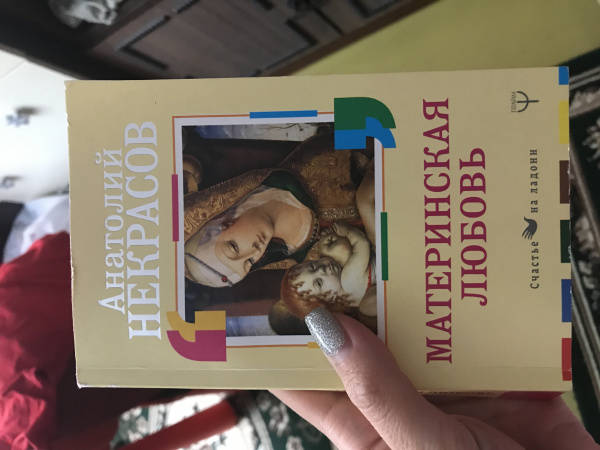 Анатолий
НЕКРАСОВ
МАТЕРИНСКАЯ
ЛЮБОВЬ
Счастье на ладони